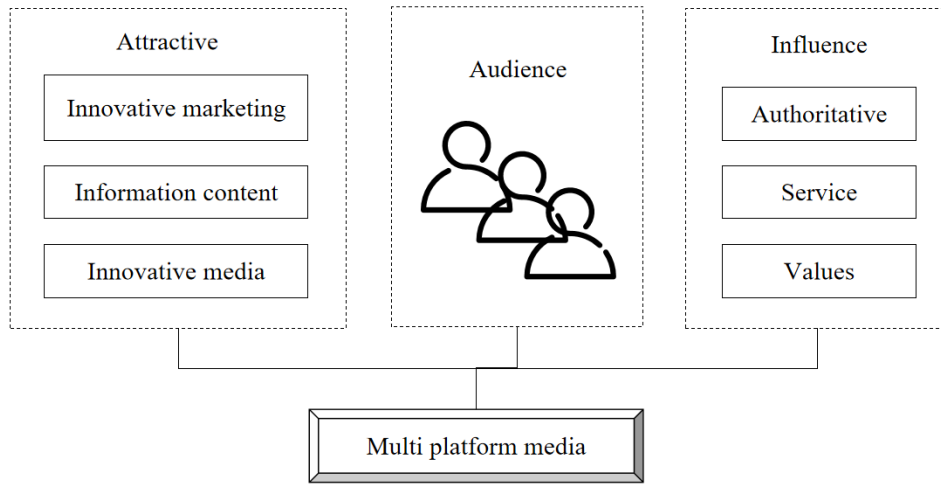 Attractive
Innovative marketing
Information content
Innovative media
Audience
Influence
Authoritative
Service
Values
Multi platform media